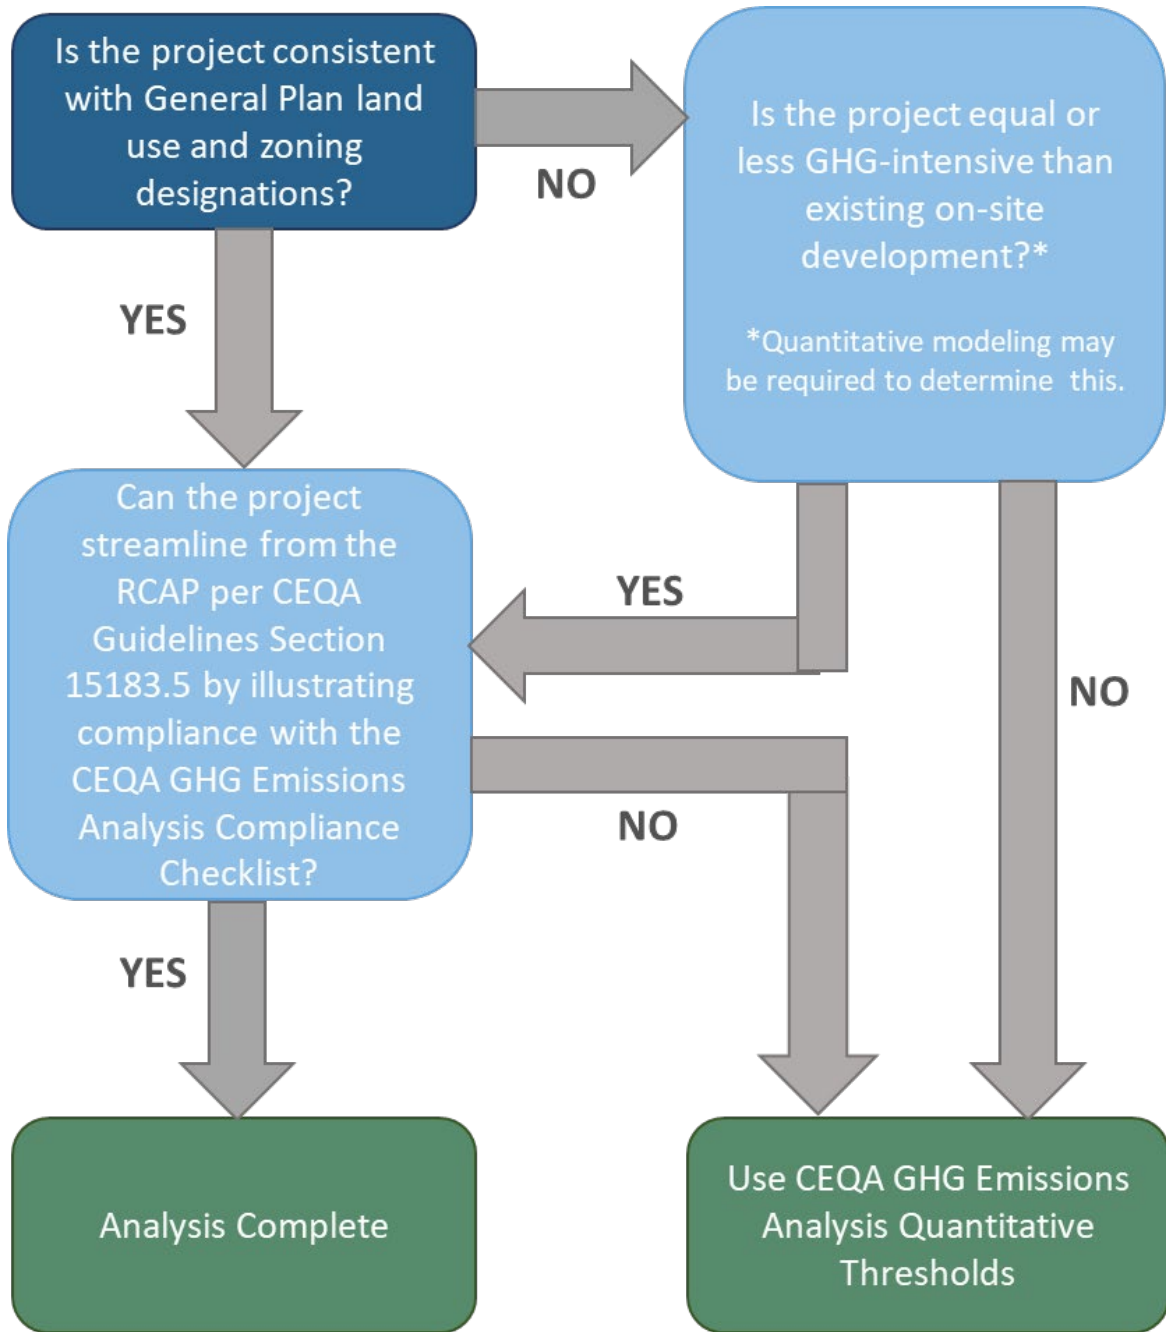 Is the project consistent
with General Plan land
use and zoning
designations?
NO
Is the project equal or
less GHG-intensive than
existing on-site
development?*
*Quantitative modeling may
be required to determine this.
YES
Can the project
streamline from the
RCAP per CEQA
Guidelines Section
15183.5 by illustrating
compliance with the
CEQA GHG Emissions
Analysis Compliance
Checklist?
YES
NO
NO
YES
Analysis Complete
Use CEQA GHG Emissions
Analysis Quantitative
Thresholds